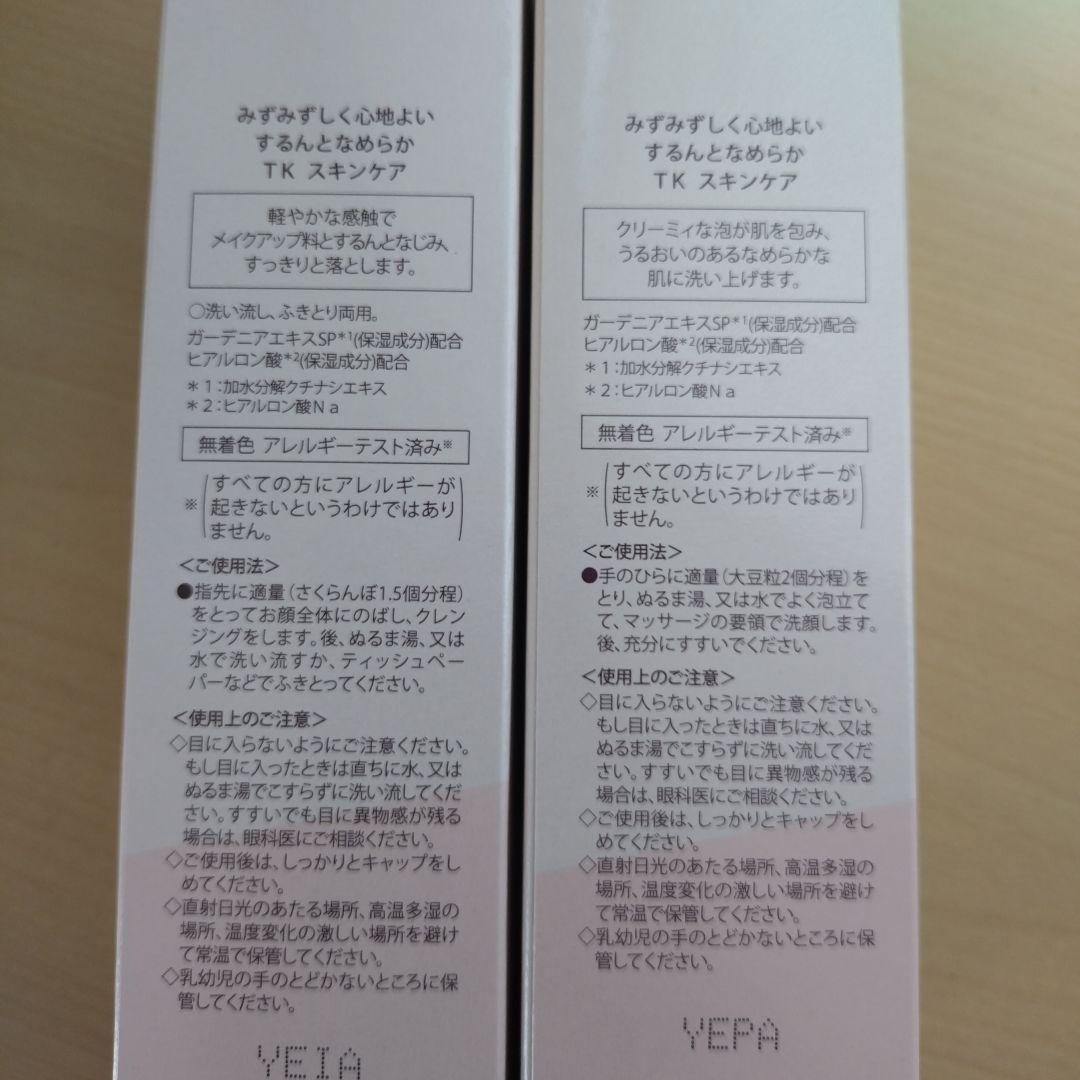 みずみずしく心地よい
するんとなめらか
TK スキンケア
軽やかな感触で
メイクアップ料とするんとなじみ、
すっきりと落とします。
○洗い流し、ふきとり両用。
ガーデニアエキスSP＊1(保湿成分)配合
ヒアルロン酸＊2(保湿成分)配合
＊1：加水分解クチナシエキス
＊2：ヒアルロン酸Na
無着色 アレルギーテスト済み※
※(すべての方にアレルギーが
起きないというわけではあり
ません。)
＜ご使用法＞
●指先に適量（さくらんぼ1.5個分程）
をとってお顔全体にのばし、クレン
ジングをします。後、ぬるま湯、又は
水で洗い流すか、ティッシュペー
パーなどでふきとってください。
＜使用上のご注意＞
◇目に入らないようにご注意ください。
もし目に入ったときは直ちに水、又は
ぬるま湯でこすらずに洗い流してくだ
さい。すすいでも目に異物感が残る
場合は、眼科医にご相談ください。
◇ご使用後は、しっかりとキャップをし
めてください。
◇直射日光のあたる場所、高温多湿の
場所、温度変化の激しい場所を避け
て常温で保管してください。
◇乳幼児の手のとどかないところに保
管してください。
YEIA
みずみずしく心地よい
するんとなめらか
TK スキンケア
クリーミィな泡が肌を包み、
うるおいのあるなめらかな
肌に洗い上げます。
ガーデニアエキスSP＊1(保湿成分)配合
ヒアルロン酸＊2(保湿成分)配合
＊1：加水分解クチナシエキス
＊2：ヒアルロン酸Na
無着色 アレルギーテスト済み※
※(すべての方にアレルギーが
起きないというわけではあり
ません。)
＜ご使用法＞
●手のひらに適量（大豆粒2個分程）を
とり、ぬるま湯、又は水でよく泡立て
て、マッサージの要領で洗顔します。
後、充分にすすいでください。
＜使用上のご注意＞
◇目に入らないようにご注意ください。
もし目に入ったときは直ちに水、又は
ぬるま湯でこすらずに洗い流してくだ
さい。すすいでも目に異物感が残る
場合は、眼科医にご相談ください。
◇ご使用後は、しっかりとキャップをし
めてください。
◇直射日光のあたる場所、高温多湿の
場所、温度変化の激しい場所を避け
て常温で保管してください。
◇乳幼児の手のとどかないところに保
管してください。
YEPA